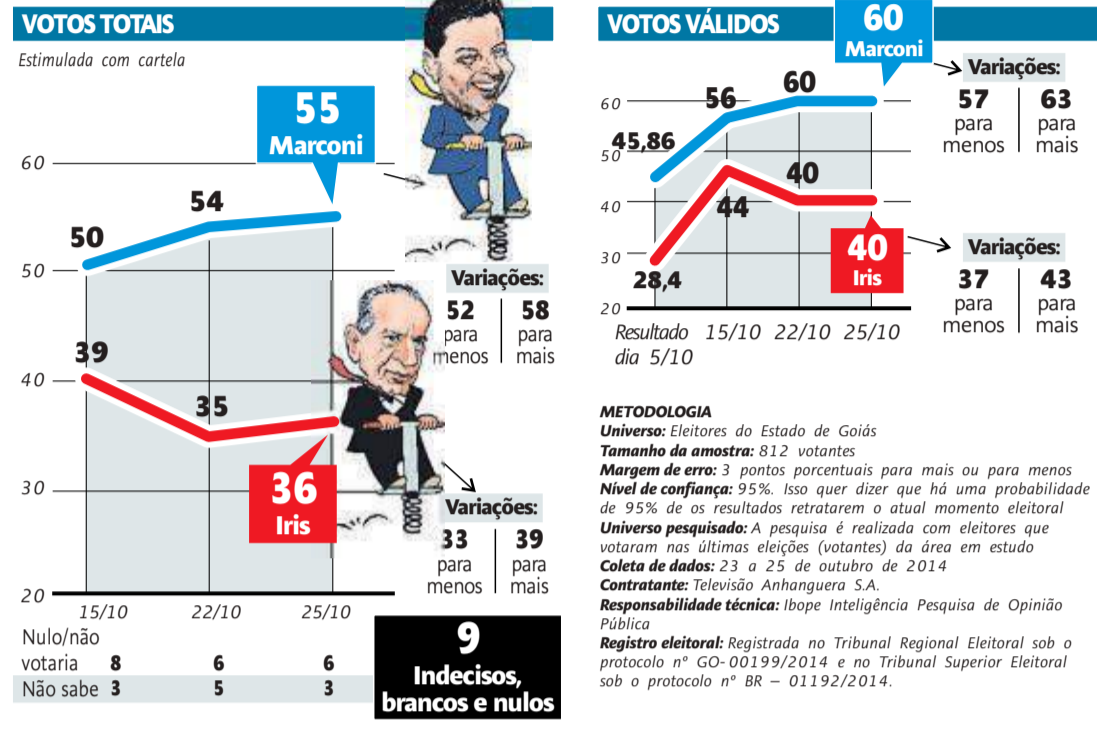 VOTOS TOTAIS
Estimulada com cartela
55
Marconi
60
54
50
50
39
40
35
36
Iris
30
20
15/10 22/10 25/10
Variações:
52 para menos
58 para mais
Variações:
33 para menos
39 para mais
Nulo/não
votaria 8 6 6
Não sabe 3 5 3
9
Indecisos,
brancos e nulos
VOTOS VÁLIDOS
60
Marconi
Variações:
57 para menos
63 para mais
60
56
60
45,86
50
40
44
40
30
28,4
40
Iris
20
Resultado
dia 5/10
15/10 22/10 25/10
Variações:
37 para menos
43 para mais
METODOLOGIA
Universo: Eleitores do Estado de Goiás
Tamanho da amostra: 812 votantes
Margem de erro: 3 pontos porcentuais para mais ou para menos
Nível de confiança: 95%. Isso quer dizer que há uma probabilidade
de 95% de os resultados retratarem o atual momento eleitoral
Universo pesquisado: A pesquisa é realizada com eleitores que
votaram nas últimas eleições (votantes) da área em estudo
Coleta de dados: 23 a 25 de outubro de 2014
Contratante: Televisão Anhanguera S.A.
Responsabilidade técnica: Ibope Inteligência Pesquisa de Opinião
Pública
Registro eleitoral: Registrada no Tribunal Regional Eleitoral sob o
protocolo nº GO-00199/2014 e no Tribunal Superior Eleitoral
sob o protocolo nº BR – 01192/2014.